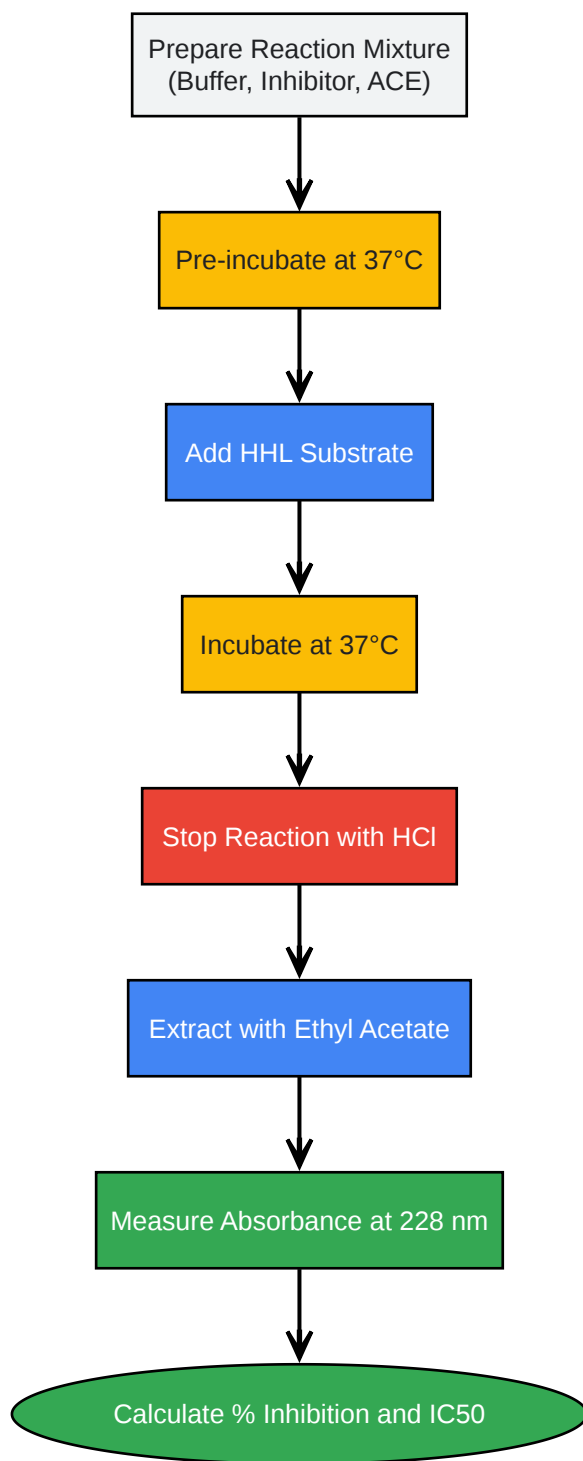 Prepare Reaction Mixture
(Buffer, Inhibitor, ACE)
Pre-incubate at 37°C
Add HHL Substrate
Incubate at 37°C
Stop Reaction with HCl
Extract with Ethyl Acetate
Measure Absorbance at 228 nm
Calculate % Inhibition and IC50